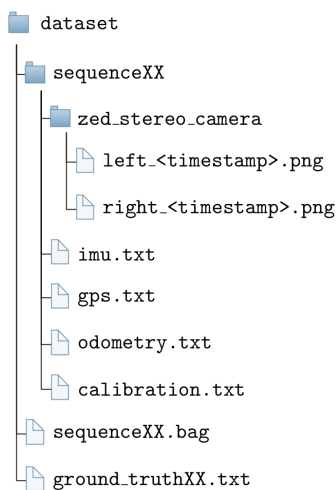 dataset
sequenceXX
zed_stereo_camera
left_<timestamp>.png
right_<timestamp>.png
imu.txt
gps.txt
odometry.txt
calibration.txt
sequenceXX.bag
ground_truthXX.txt